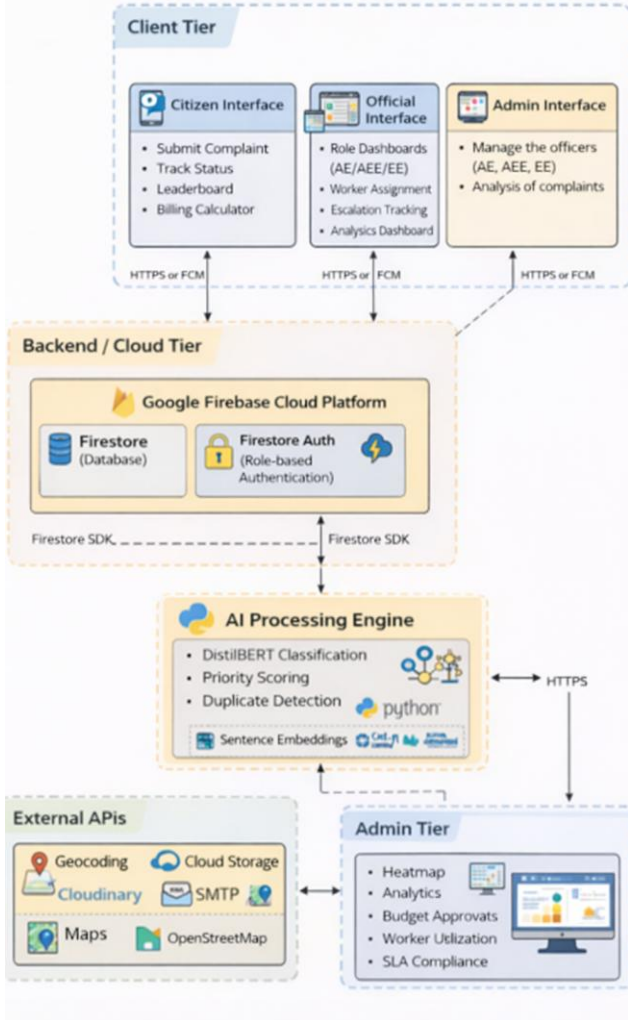 Client Tier
Citizen Interface
• Submit Complaint
• Track Status
• Leaderboard
• Billing Calculator
Official
Interface
• Role Dashboards
(AE/AEE/EE)
• Worker Assignment
• Escalation Tracking
• Analysics Dashboard
Admin Interface
• Manage the officers
(AE, AEE, EE)
• Analysis of complaints
HTTPS or FCM
HTTPS or FCM
HTTPS or FCM
Backend / Cloud Tier
Google Firebase Cloud Platform
Firestore
(Database)
Firestore Auth
(Role-based
Authentication)
Firestore SDK
Firestore SDK
AI Processing Engine
• DistilBERT Classification
• Priority Scoring
• Duplicate Detection
python
Sentence Embeddings
HTTPS
External APIs
Geocoding
Cloud Storage
Cloudinary
SMTP
Maps
OpenStreetMap
Admin Tier
• Heatmap
• Analytics
• Budget Approvats
• Worker Utilization
• SLA Compliance